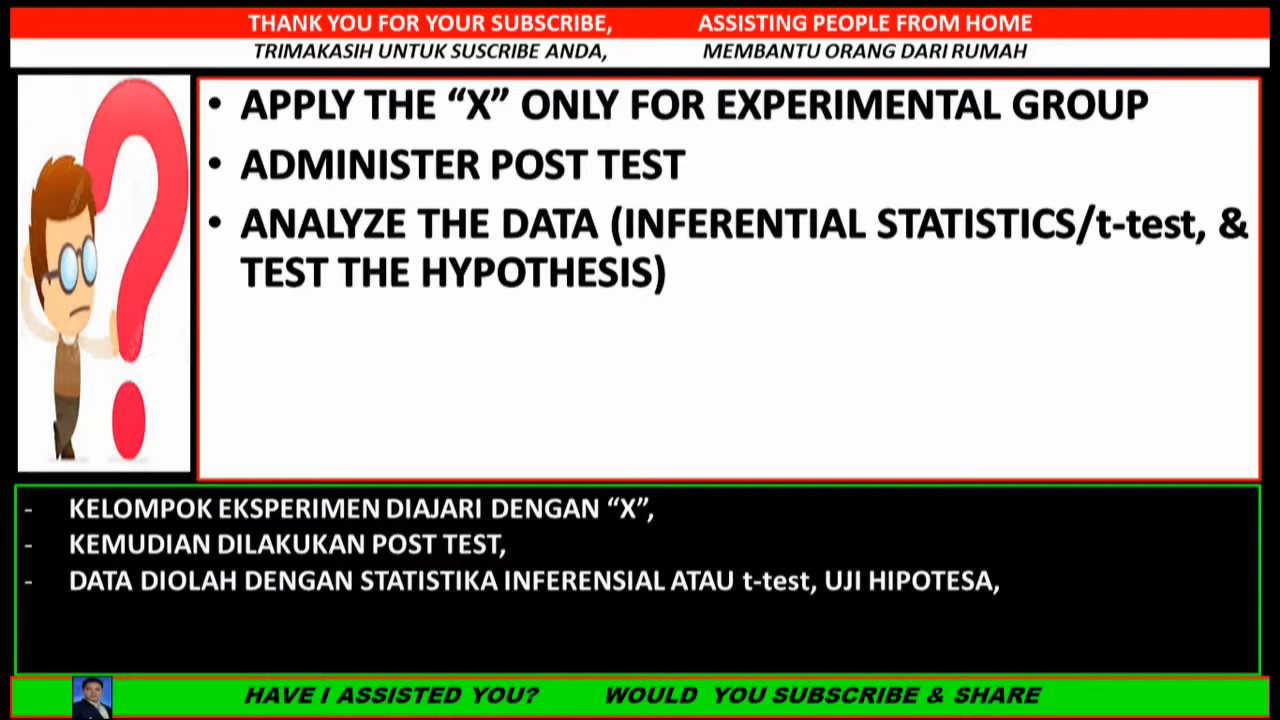 THANK YOU FOR YOUR SUBSCRIBE, ASSISTING PEOPLE FROM HOME
TRIMAKASIH UNTUK SUSCRIBE ANDA, MEMBANTU ORANG DARI RUMAH
• APPLY THE “X” ONLY FOR EXPERIMENTAL GROUP
• ADMINISTER POST TEST
• ANALYZE THE DATA (INFERENTIAL STATISTICS/t-test, &
TEST THE HYPOTHESIS)
- KELOMPOK EKSPERIMEN DIAJARI DENGAN “X”,
- KEMUDIAN DILAKUKAN POST TEST,
- DATA DIOLAH DENGAN STATISTIKA INFERENSIAL ATAU t-test, UJI HIPOTESA,
HAVE I ASSISTED YOU? WOULD YOU SUBSCRIBE & SHARE